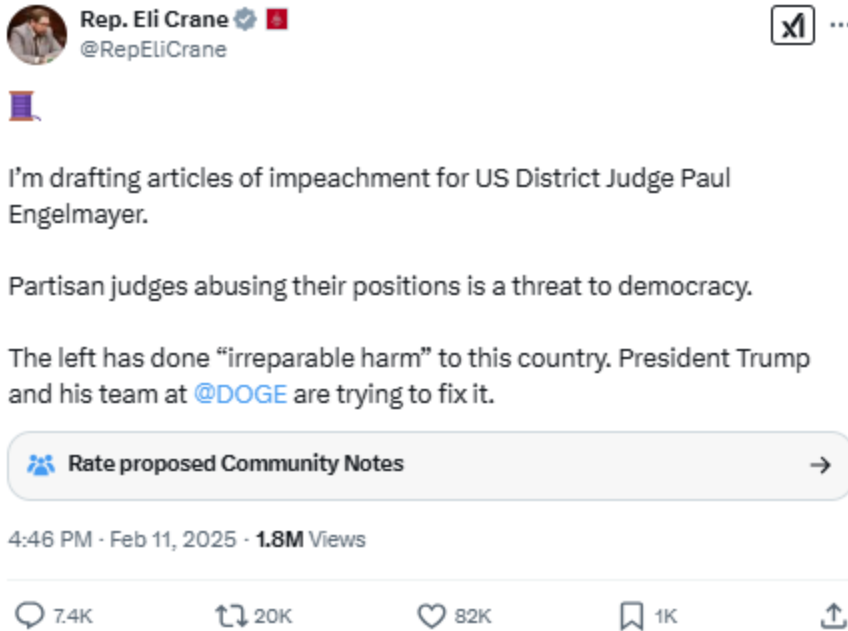 Rep. Eli Crane
@RepEliCrane
I’m drafting articles of impeachment for US District Judge Paul
Engelmayer.
Partisan judges abusing their positions is a threat to democracy.
The left has done “irreparable harm” to this country. President Trump
and his team at @DOGE are trying to fix it.
Rate proposed Community Notes
4:46 PM · Feb 11, 2025 · 1.8M Views
7.4K 20K 82K 1K